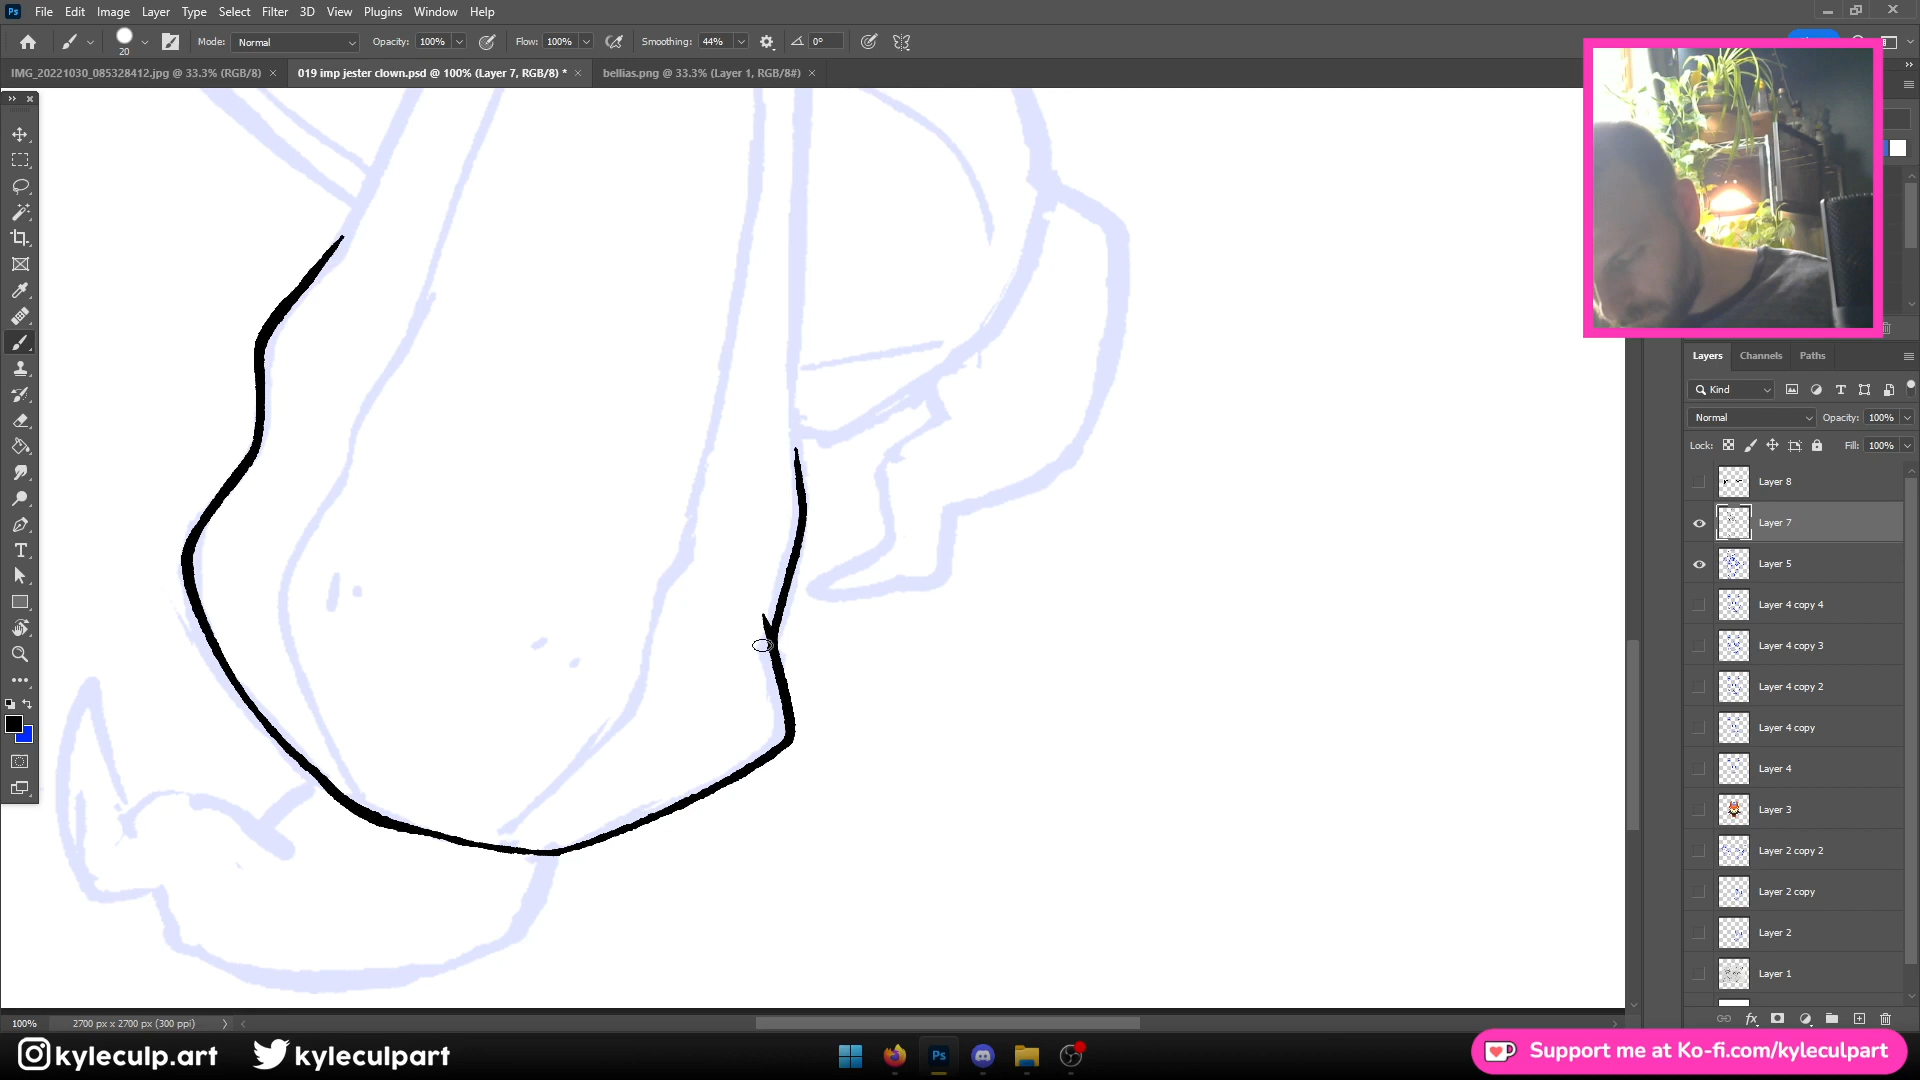 Ps File Edit Image Layer Type Select Filter 3D View Plugins Window Help
20 Mode: Normal Opacity: 100% Flow: 100% Smoothing: 44% 0°
IMG_20221030_085328412.jpg @ 33.3% (RGB/8) × 019 imp jester clown.psd @ 100% (Layer 7, RGB/8) * × bellias.png @ 33.3% (Layer 1, RGB/8#) ×
Layers Channels Paths
Kind
Normal Opacity: 100%
Lock: Fill: 100%
Layer 8
Layer 7
Layer 5
Layer 4 copy 4
Layer 4 copy 3
Layer 4 copy 2
Layer 4 copy
Layer 4
Layer 3
Layer 2 copy 2
Layer 2 copy
Layer 2
Layer 1
100% 2700 px x 2700 px (300 ppi)
kyleculp.art kyleculpart Ps Support me at Ko-fi.com/kyleculpart